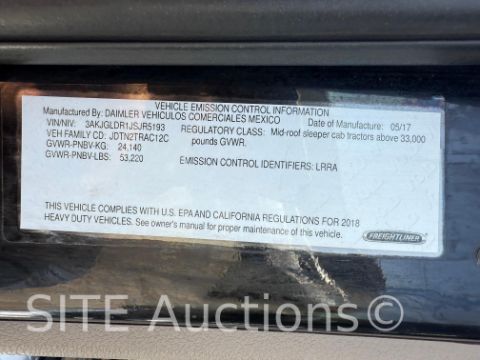 VEHICLE EMISSION CONTROL INFORMATION
Manufactured By: DAIMLER VEHICULOS COMERCIALES MEXICO
Date of Manufacture: 05/17
VIN/NIV: 3AKJGLDR1JSJR5193
REGULATORY CLASS: Mid-roof sleeper cab tractors above 33,000
VEH FAMILY CD: JDTN2TRAC12C
pounds GVWR.
GVWR-PNBV-KG: 24,140
GVWR-PNBV-LBS: 53,220
EMISSION CONTROL IDENTIFIERS: LRRA
THIS VEHICLE COMPLIES WITH U.S. EPA AND CALIFORNIA REGULATIONS FOR 2018
HEAVY DUTY VEHICLES. See owner's manual for proper maintenance of this vehicle.
FREIGHTLINER
SITE Auctions©